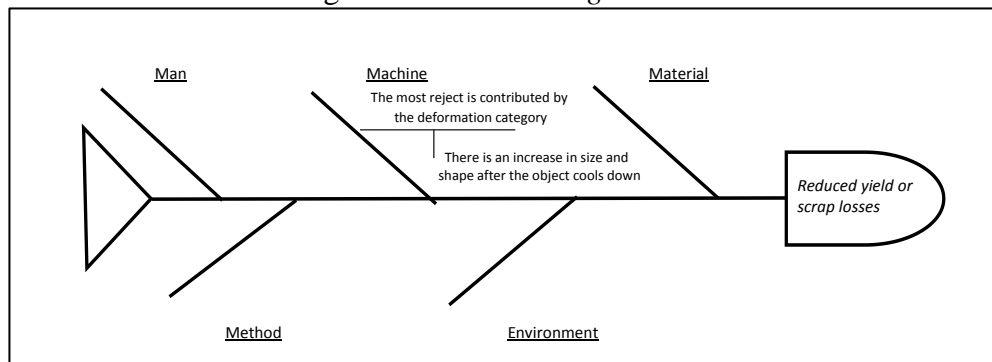 Man
Machine
Material
The most reject is contributed by
the deformation category
There is an increase in size and
shape after the object cools down
Reduced yield or
scrap losses
Method
Environment